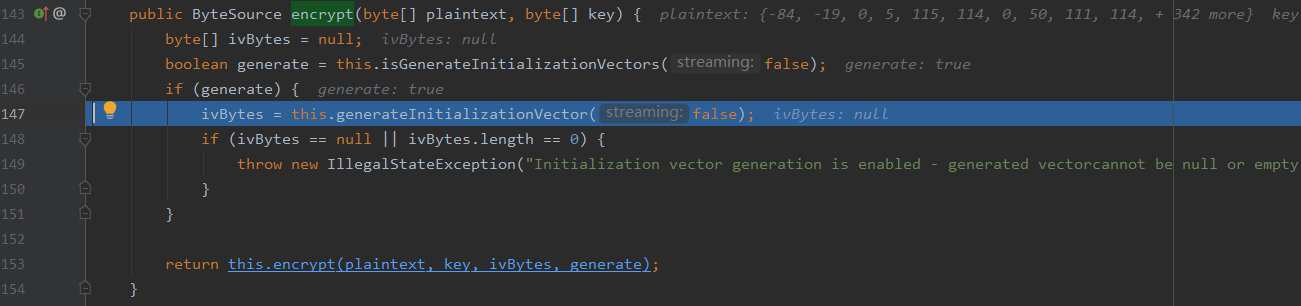 143 @ public ByteSource encrypt(byte[] plaintext, byte[] key) { plaintext: {-84, -19, 0, 5, 115, 114, 0, 50, 111, 114, + 342 more} key
144 byte[] ivBytes = null; ivBytes: null
145 boolean generate = this.isGenerateInitializationVectors( streaming: false); generate: true
146 if (generate) { generate: true
147 ivBytes = this.generateInitializationVector( streaming: false); ivBytes: null
148 if (ivBytes == null || ivBytes.length == 0) {
149 throw new IllegalStateException("Initialization vector generation is enabled - generated vectorcannot be null or empty
150 }
151 }
152
153 return this.encrypt(plaintext, key, ivBytes, generate);
154 }